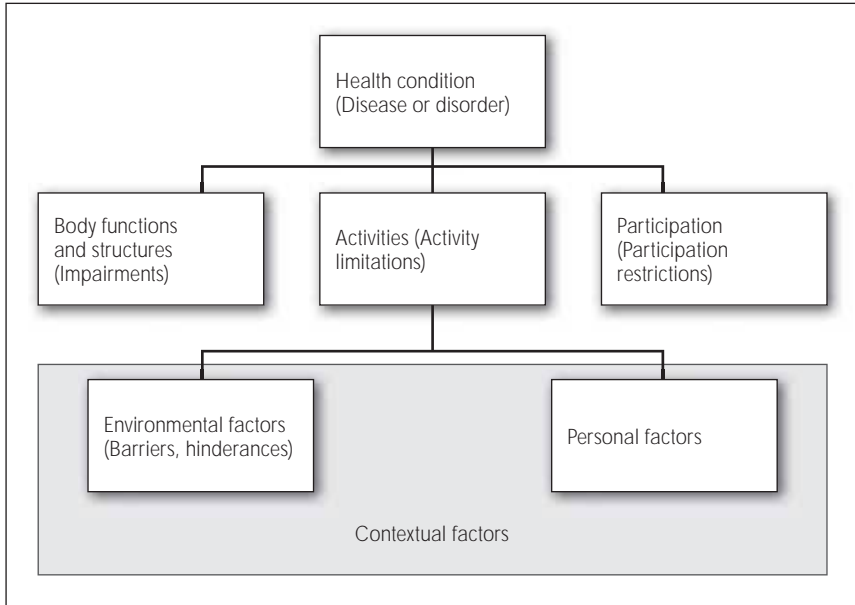 Health condition
(Disease or disorder)
Body functions
and structures
(Impairments)
Activities (Activity
limitations)
Participation
(Participation
restrictions)
Environmental factors
(Barriers, hinderances)
Personal factors
Contextual factors